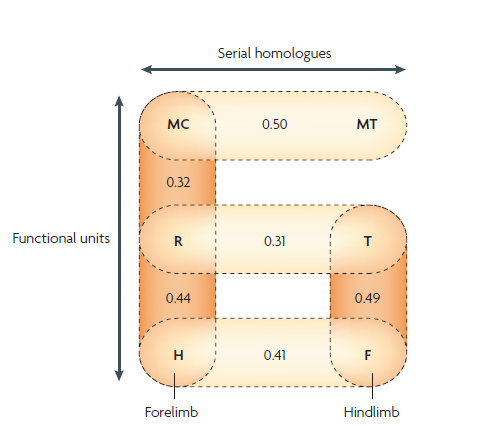 Serial homologues
MC 0.50 MT
0.32
Functional units R 0.31 T
0.44 0.49
H 0.41 F
Forelimb Hindlimb